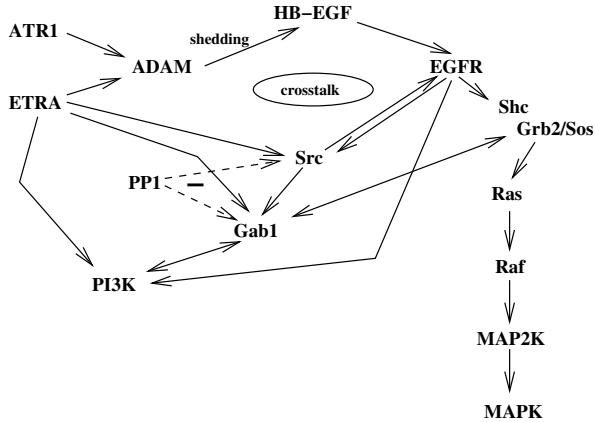 HB-EGF
ATR1
shedding
ADAM
EGFR
crosstalk
ETRA
Shc
Grb2/Sos
Src
PP1
Ras
Gab1
Raf
PI3K
MAP2K
MAPK